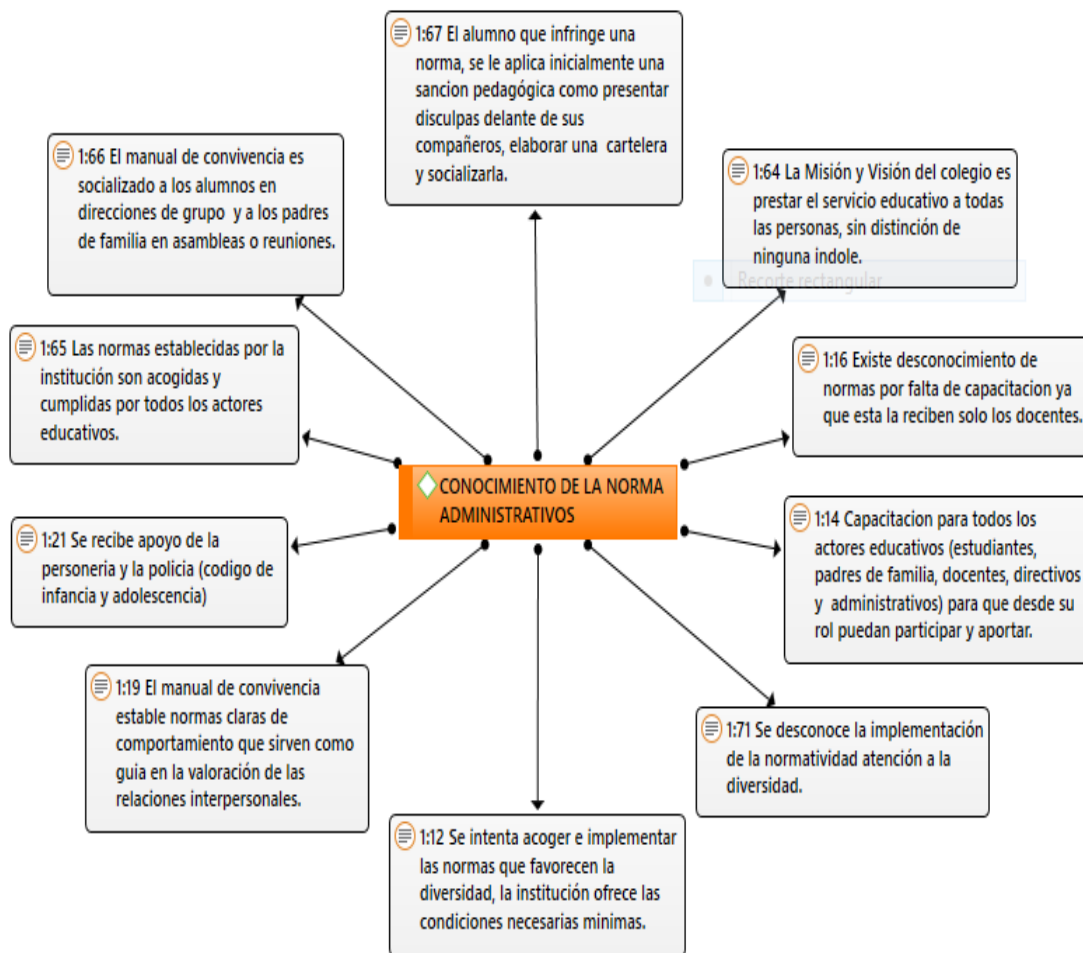 1:67 El alumno que infringe una
norma, se le aplica inicialmente una
sancion pedagógica como presentar
disculpas delante de sus
compañeros, elaborar una cartelera
y socializarla.
1:66 El manual de convivencia es
socializado a los alumnos en
direcciones de grupo y a los padres
de familia en asambleas o reuniones.
1:64 La Misión y Visión del colegio es
prestar el servicio educativo a todas
las personas, sin distinción de
ninguna indole.
Recorte rectangular
1:65 Las normas establecidas por la
institución son acogidas y
cumplidas por todos los actores
educativos.
1:16 Existe desconocimiento de
normas por falta de capacitacion ya
que esta la reciben solo los docentes.
CONOCIMIENTO DE LA NORMA
ADMINISTRATIVOS
1:21 Se recibe apoyo de la
personeria y la policia (codigo de
infancia y adolescencia)
1:14 Capacitacion para todos los
actores educativos (estudiantes,
padres de familia, docentes, directivos
y administrativos) para que desde su
rol puedan participar y aportar.
1:19 El manual de convivencia
estable normas claras de
comportamiento que sirven como
guia en la valoración de las
relaciones interpersonales.
1:71 Se desconoce la implementación
de la normatividad atención a la
diversidad.
1:12 Se intenta acoger e implementar
las normas que favorecen la
diversidad, la institución ofrece las
condiciones necesarias minimas.